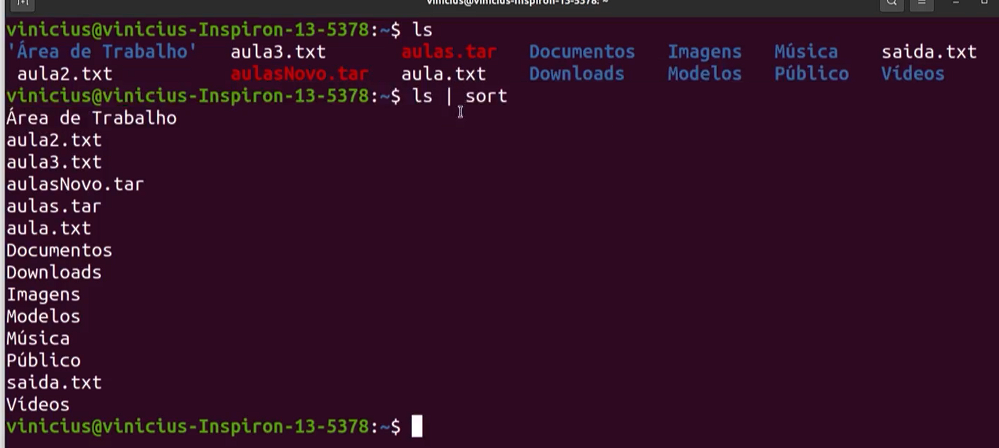 vinicius@vinicius-Inspiron-13-5378: ~
vinicius@vinicius-Inspiron-13-5378:~$ ls
'Área de Trabalho' aula3.txt aulas.tar Documentos Imagens Música saida.txt
aula2.txt aulasNovo.tar aula.txt Downloads Modelos Público Vídeos
vinicius@vinicius-Inspiron-13-5378:~$ ls | sort
Área de Trabalho
aula2.txt
aula3.txt
aulasNovo.tar
aulas.tar
aula.txt
Documentos
Downloads
Imagens
Modelos
Música
Público
saida.txt
Vídeos
vinicius@vinicius-Inspiron-13-5378:~$